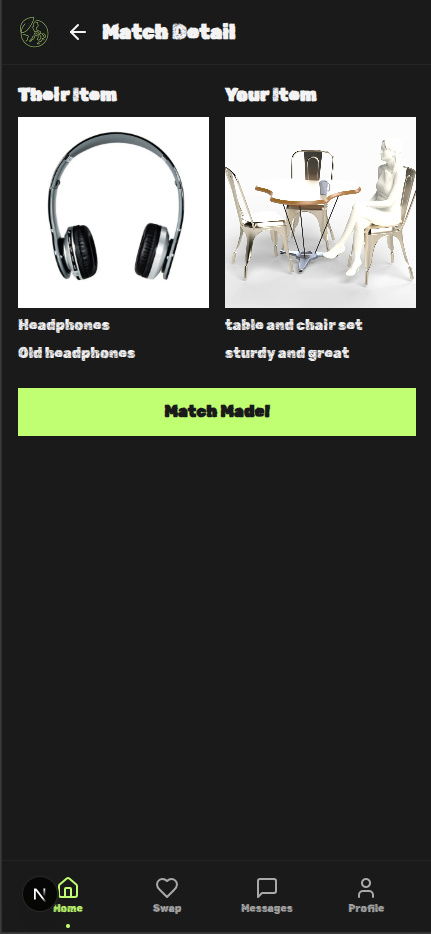 Match Detail
Their Item
Your Item
Headphones
table and chair set
Old headphones
sturdy and great
Match Made!
N
Home
Swap
Messages
Profile